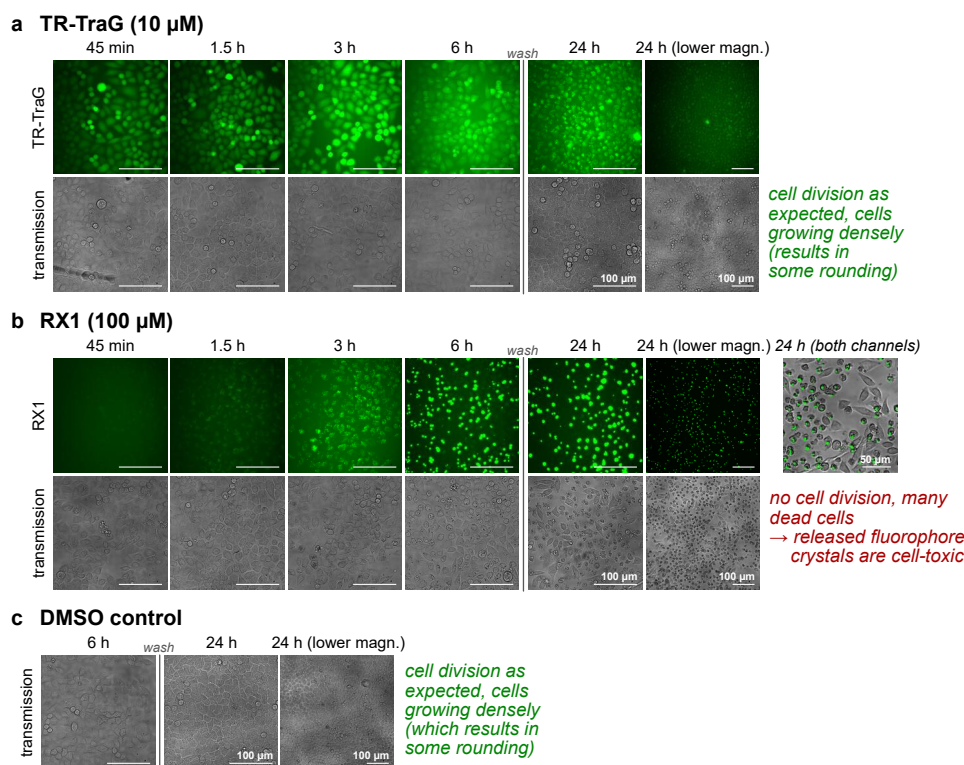 a TR-TraG (10 µM)
45 min 1.5 h 3 h 6 h wash 24 h 24 h (lower magn.)
TR-TraG
transmission
100 µm 100 µm
cell division as
expected, cells
growing densely
(results in
some rounding)
b RX1 (100 µM)
45 min 1.5 h 3 h 6 h wash 24 h 24 h (lower magn.) 24 h (both channels)
RX1
50 µm
transmission
100 µm 100 µm
no cell division, many
dead cells
→ released fluorophore
crystals are cell-toxic
c DMSO control
6 h wash 24 h 24 h (lower magn.)
transmission
100 µm 100 µm
cell division as
expected, cells
growing densely
(which results in
some rounding)